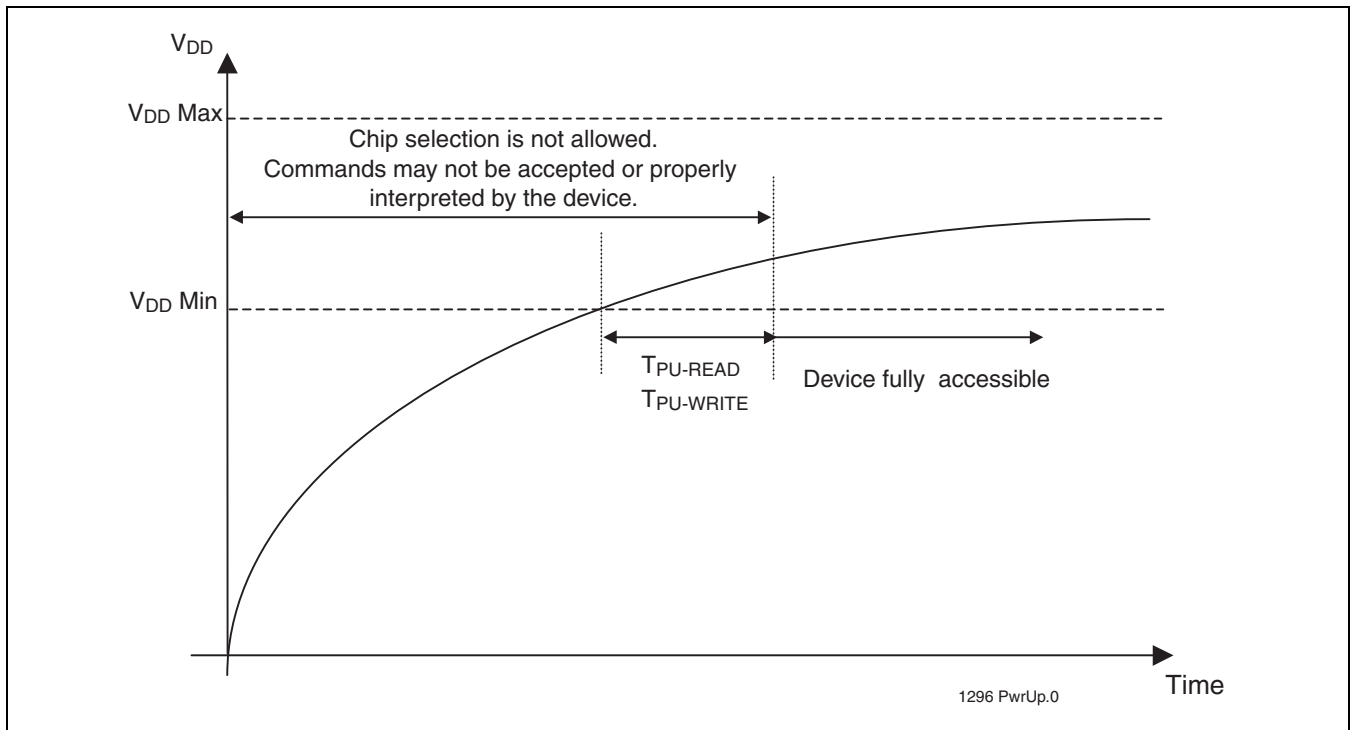 VDD
VDD Max
Chip selection is not allowed.
Commands may not be accepted or properly
interpreted by the device.
VDD Min
TPU-READ
TPU-WRITE
Device fully accessible
Time
1296 PwrUp.0